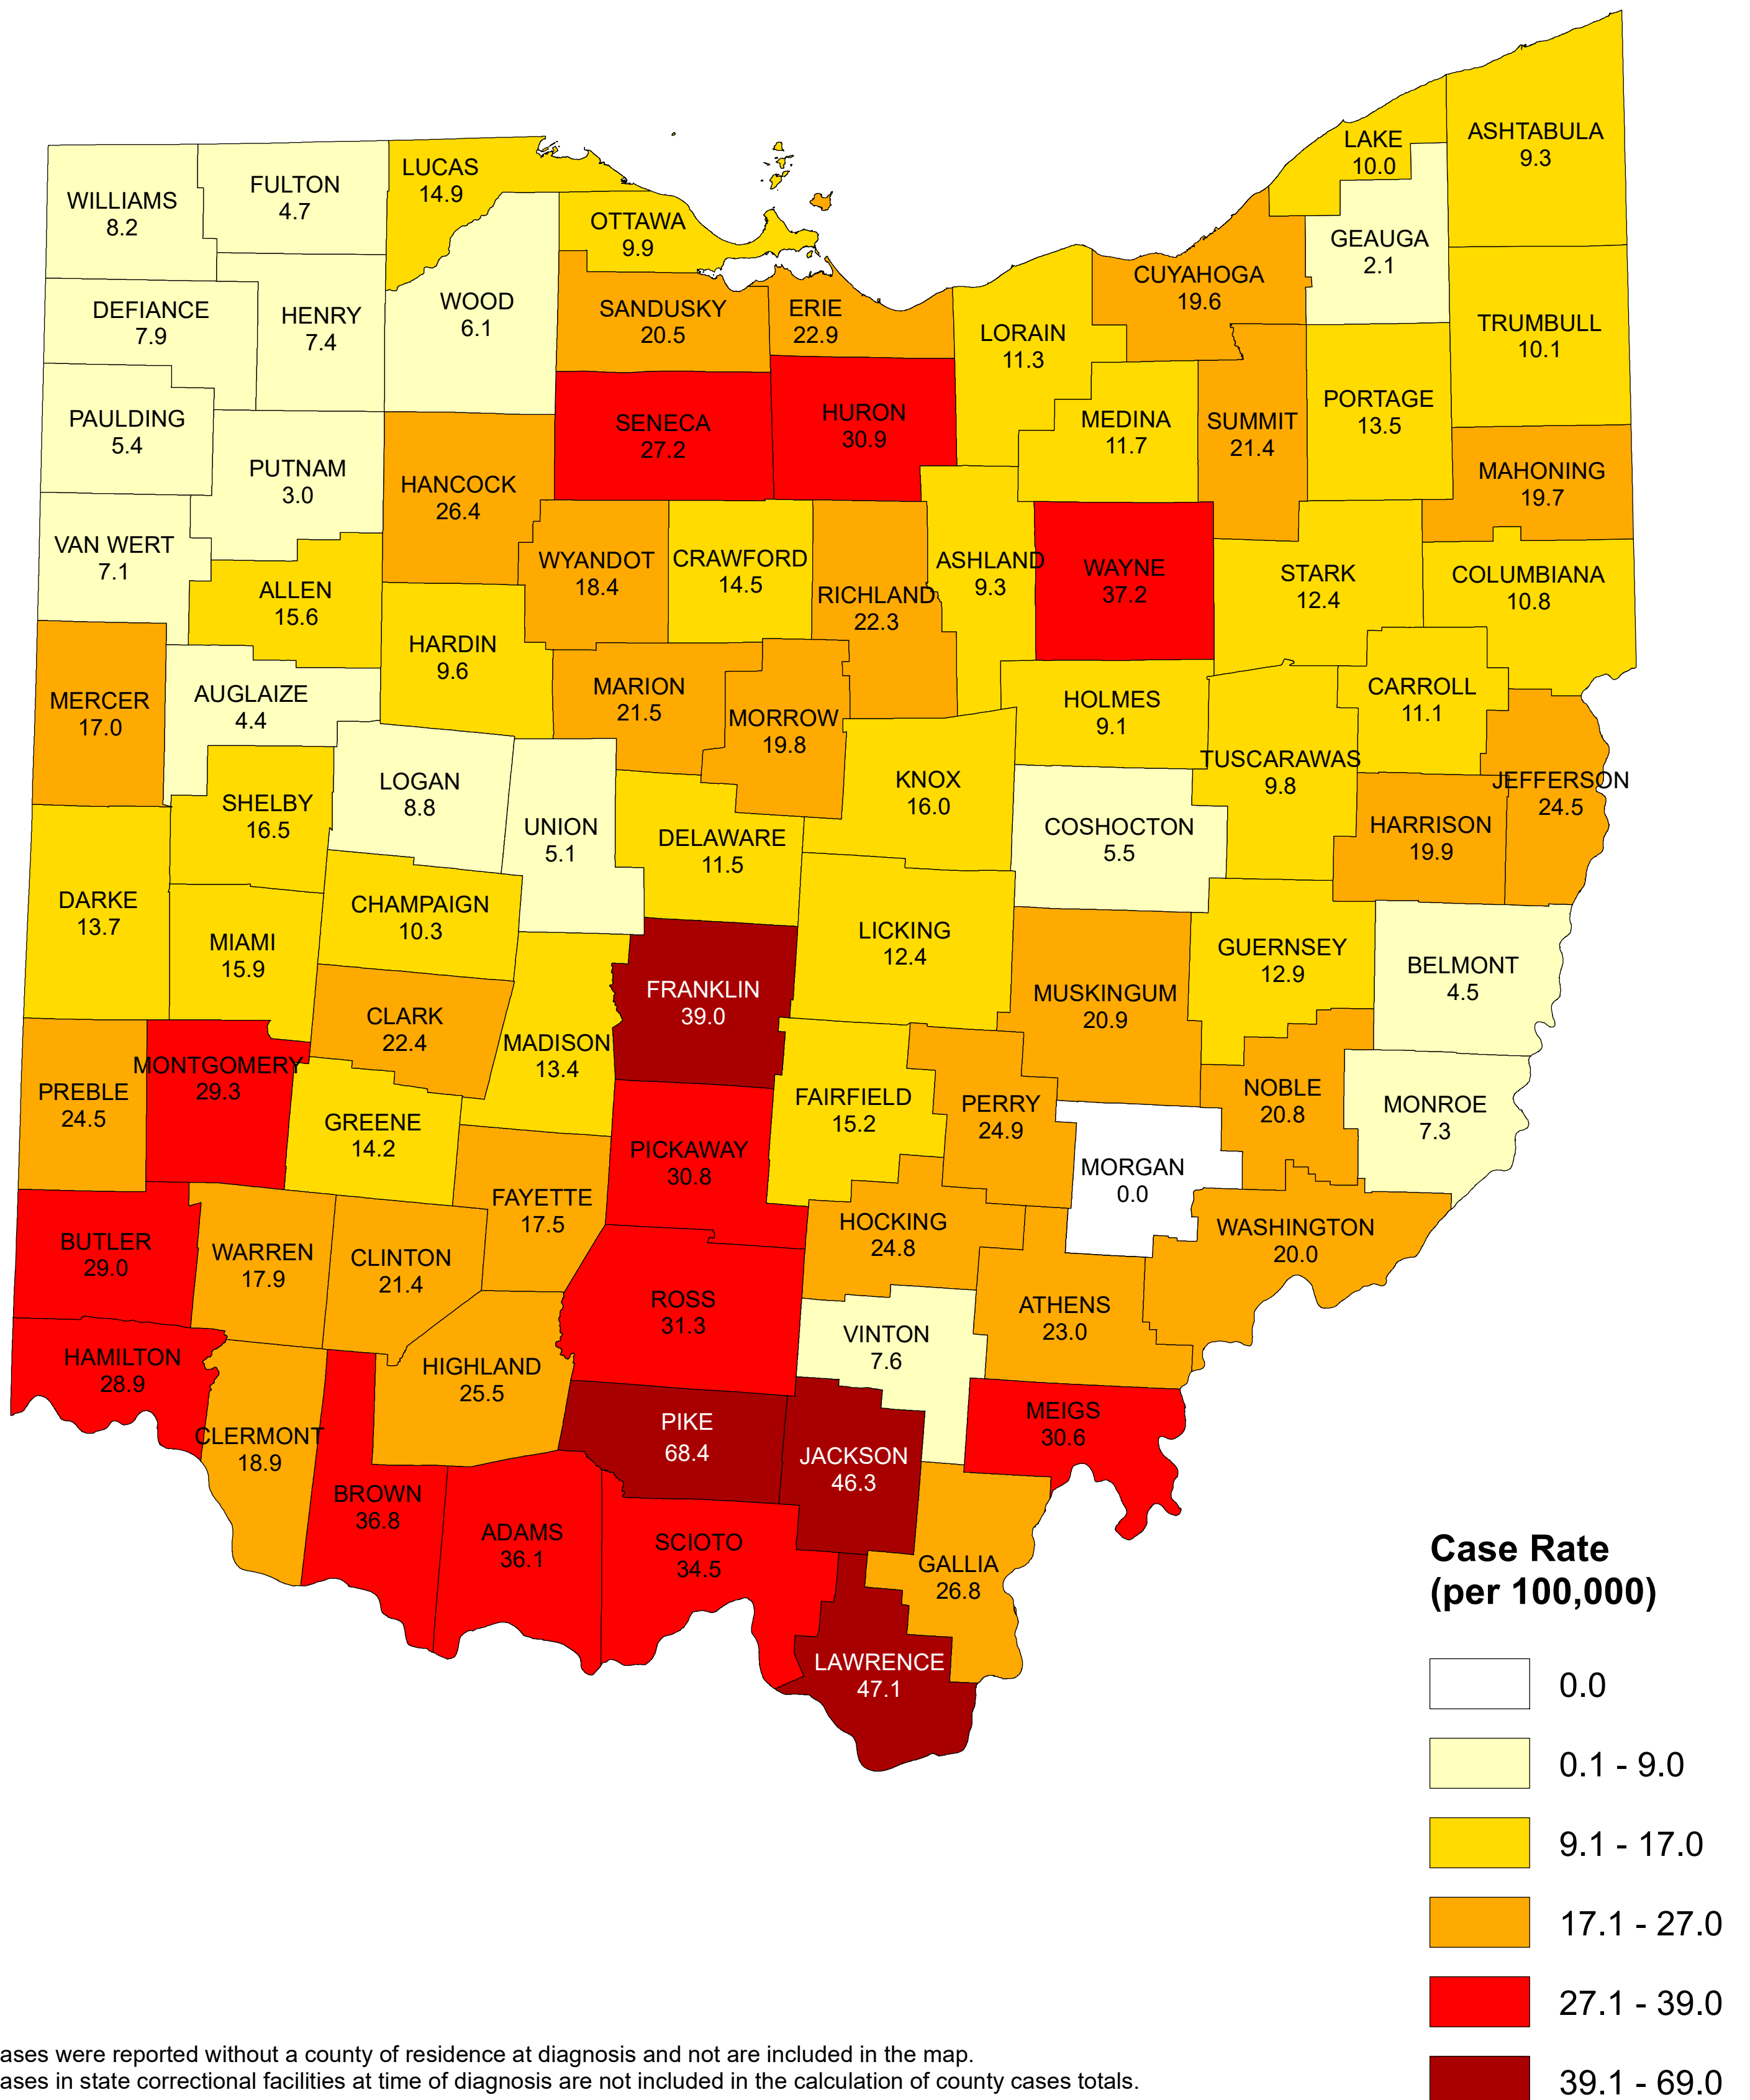 ASHTABULA
9.3
LAKE
10.0
LUCAS
14.9
FULTON
4.7
WILLIAMS
8.2
OTTAWA
9.9
GEAUGA
2.1
CUYAHOGA
19.6
WOOD
6.1
DEFIANCE
7.9
HENRY
7.4
SANDUSKY
20.5
ERIE
22.9
LORAIN
11.3
TRUMBULL
10.1
PAULDING
5.4
SENECA
27.2
HURON
30.9
MEDINA
11.7
SUMMIT
21.4
PORTAGE
13.5
PUTNAM
3.0
HANCOCK
26.4
MAHONING
19.7
VAN WERT
7.1
ALLEN
15.6
WYANDOT
18.4
CRAWFORD
14.5
RICHLAND
22.3
ASHLAND
9.3
WAYNE
37.2
STARK
12.4
COLUMBIANA
10.8
HARDIN
9.6
MERCER
17.0
AUGLAIZE
4.4
MARION
21.5
MORROW
19.8
HOLMES
9.1
CARROLL
11.1
TUSCARAWAS
9.8
JEFFERSON
24.5
LOGAN
8.8
SHELBY
16.5
UNION
5.1
DELAWARE
11.5
KNOX
16.0
COSHOCTON
5.5
HARRISON
19.9
DARKE
13.7
CHAMPAIGN
10.3
MIAMI
15.9
LICKING
12.4
GUERNSEY
12.9
BELMONT
4.5
FRANKLIN
39.0
MUSKINGUM
20.9
CLARK
22.4
MADISON
13.4
MONTGOMERY
29.3
PREBLE
24.5
GREENE
14.2
FAIRFIELD
15.2
PERRY
24.9
NOBLE
20.8
MONROE
7.3
PICKAWAY
30.8
MORGAN
0.0
FAYETTE
17.5
HOCKING
24.8
WASHINGTON
20.0
BUTLER
29.0
WARREN
17.9
CLINTON
21.4
ROSS
31.3
ATHENS
23.0
VINTON
7.6
HAMILTON
28.9
HIGHLAND
25.5
MEIGS
30.6
PIKE
68.4
CLERMONT
18.9
JACKSON
46.3
BROWN
36.8
ADAMS
36.1
SCIOTO
34.5
GALLIA
26.8
LAWRENCE
47.1
Case Rate
(per 100,000)
0.0
0.1 - 9.0
9.1 - 17.0
17.1 - 27.0
27.1 - 39.0
39.1 - 69.0
ases were reported without a county of residence at diagnosis and not are included in the map.
ases in state correctional facilities at time of diagnosis are not included in the calculation of county cases totals.